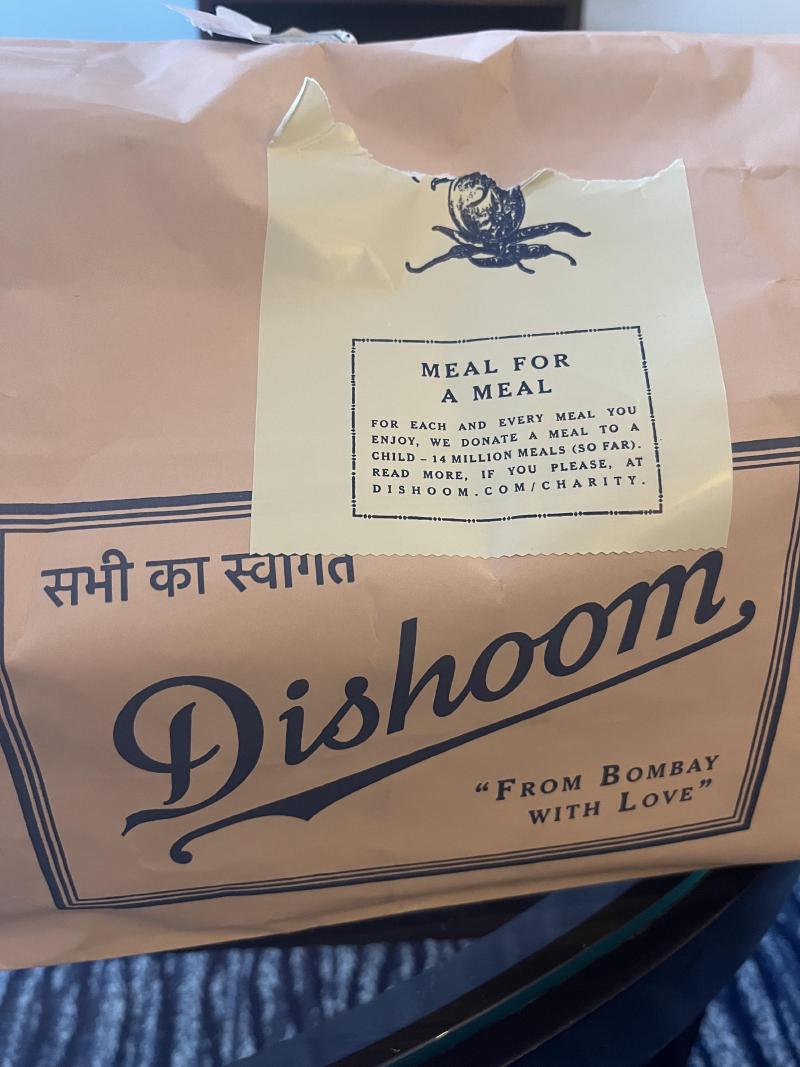 MEAL FOR
A MEAL
FOR EACH AND EVERY MEAL YOU
ENJOY, WE DONATE A MEAL TO A
CHILD – 14 MILLION MEALS (SO FAR).
READ MORE, IF YOU PLEASE, AT
DISHOOM.COM/CHARITY.
सभी का स्वागत
Dishoom
“FROM BOMBAY
WITH LOVE”